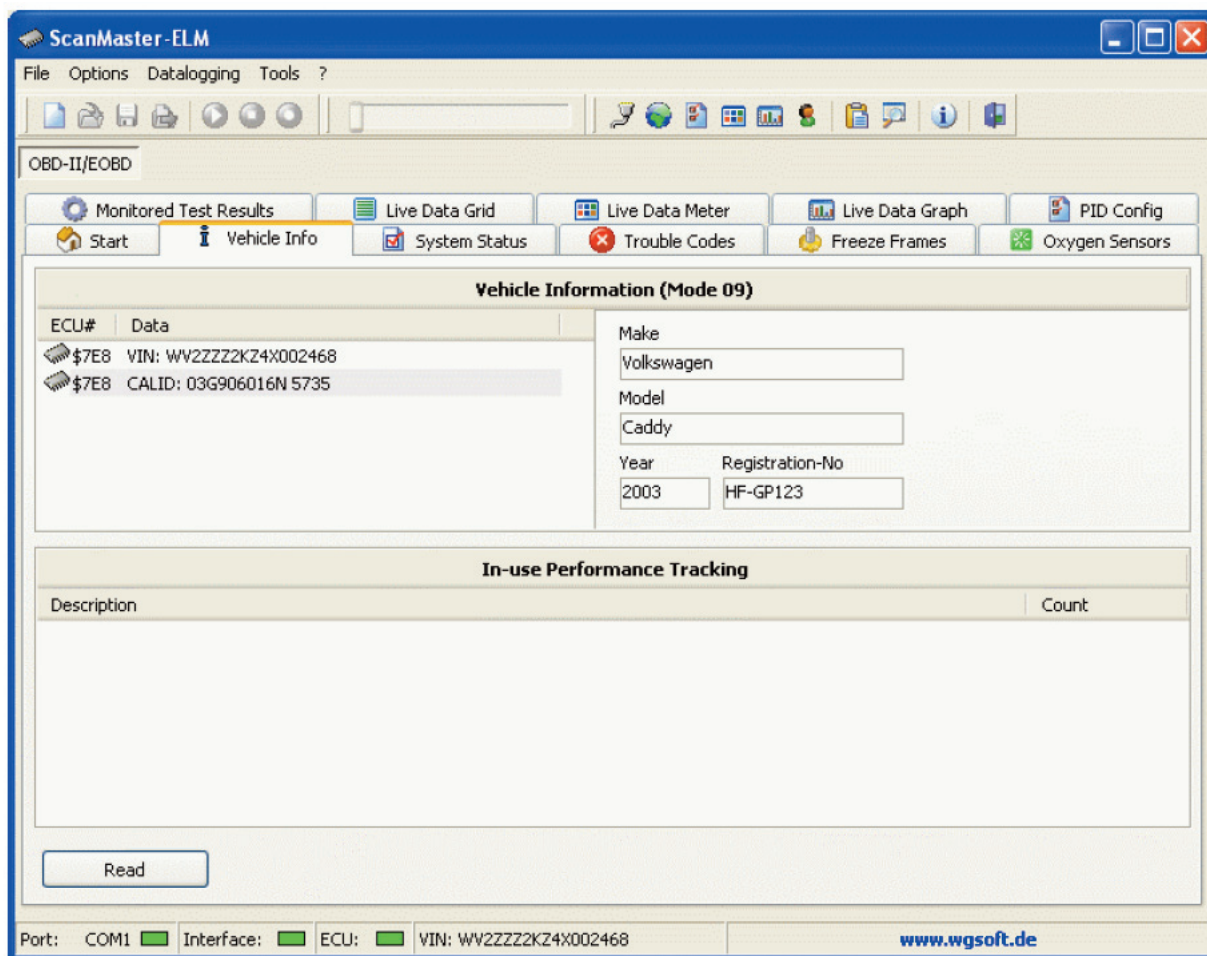 ScanMaster-ELM
File Options Datalogging Tools ?
OBD-II/EOBD
Monitored Test Results Live Data Grid Live Data Meter Live Data Graph PID Config
Start Vehicle Info System Status Trouble Codes Freeze Frames Oxygen Sensors
Vehicle Information (Mode 09)
ECU# Data
$7E8 VIN: WV2ZZZ2KZ4X002468
$7E8 CALID: 03G906016N 5735
Make
Volkswagen
Model
Caddy
Year Registration-No
2003 HF-GP123
In-use Performance Tracking
Description Count
Read
Port: COM1 Interface: ECU: VIN: WV2ZZZ2KZ4X002468 www.wgsoft.de